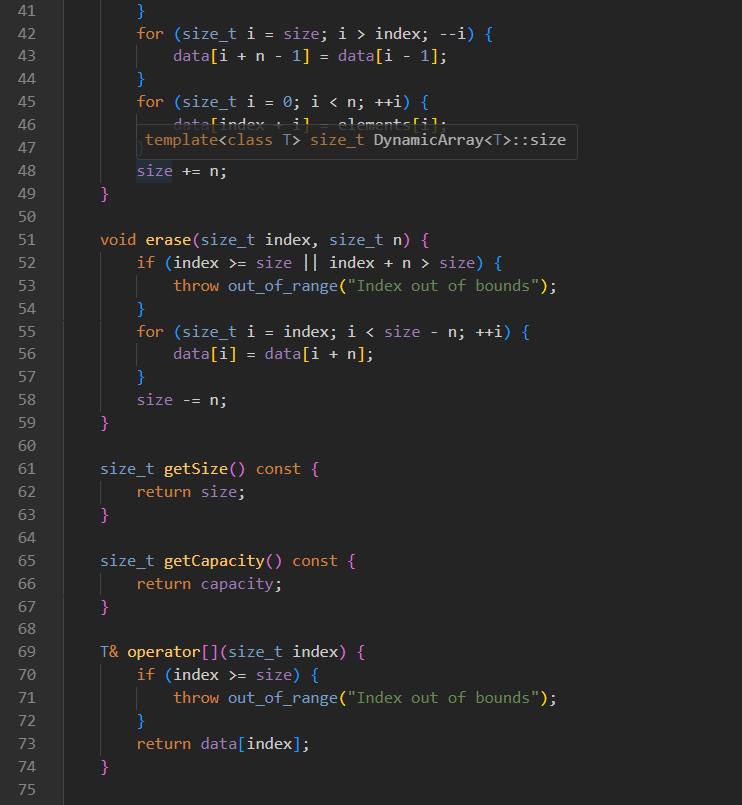 41 }
42 for (size_t i = size; i > index; --i) {
43 data[i + n - 1] = data[i - 1];
44 }
45 for (size_t i = 0; i < n; ++i) {
46 data[index + i] = elements[i];
template<class T> size_t DynamicArray<T>::size
47 }
48 size += n;
49 }
50
51 void erase(size_t index, size_t n) {
52 if (index >= size || index + n > size) {
53 throw out_of_range("Index out of bounds");
54 }
55 for (size_t i = index; i < size - n; ++i) {
56 data[i] = data[i + n];
57 }
58 size -= n;
59 }
60
61 size_t getSize() const {
62 return size;
63 }
64
65 size_t getCapacity() const {
66 return capacity;
67 }
68
69 T& operator[](size_t index) {
70 if (index >= size) {
71 throw out_of_range("Index out of bounds");
72 }
73 return data[index];
74 }
75